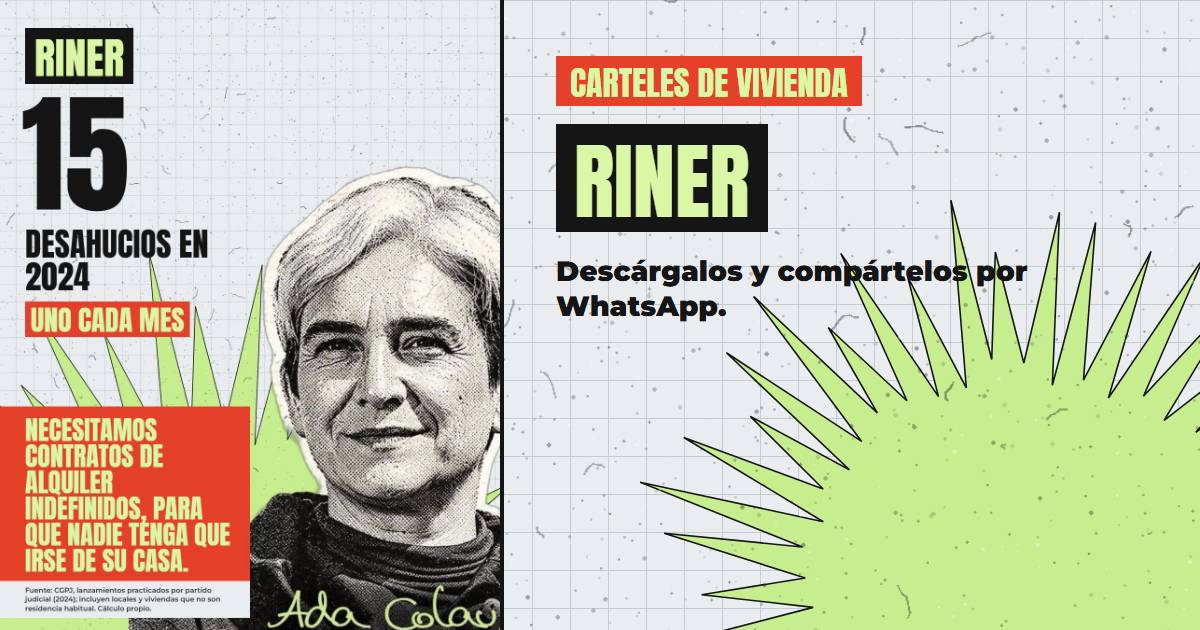 RINER
15
DESAHUCIOS EN
2024
UNO CADA MES
NECESITAMOS
CONTRATOS DE
ALQUILER
INDEFINIDOS, PARA
QUE NADIE TENGA QUE
IRSE DE SU CASA.
Fuente: CGPJ, lanzamientos practicados por partido
judicial (2024); incluyen locales y viviendas que no son
residencia habitual. Cálculo propio.
Ada Colau
CARTELES DE VIVIENDA
RINER
Descárgalos y compártelos por
WhatsApp.